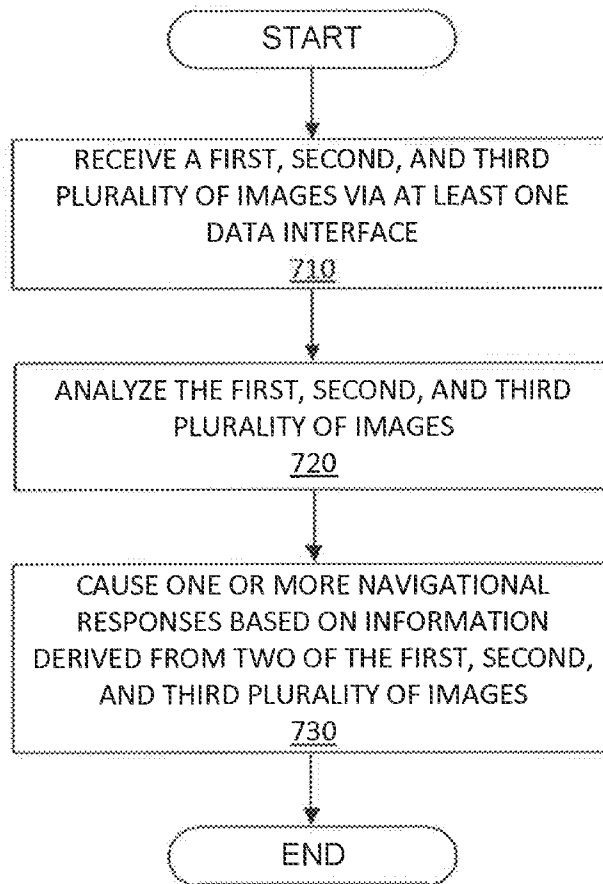 START
RECEIVE A FIRST, SECOND, AND THIRD
PLURALITY OF IMAGES VIA AT LEAST ONE
DATA INTERFACE
710
ANALYZE THE FIRST, SECOND, AND THIRD
PLURALITY OF IMAGES
720
CAUSE ONE OR MORE NAVIGATIONAL
RESPONSES BASED ON INFORMATION
DERIVED FROM TWO OF THE FIRST, SECOND,
AND THIRD PLURALITY OF IMAGES
730
END